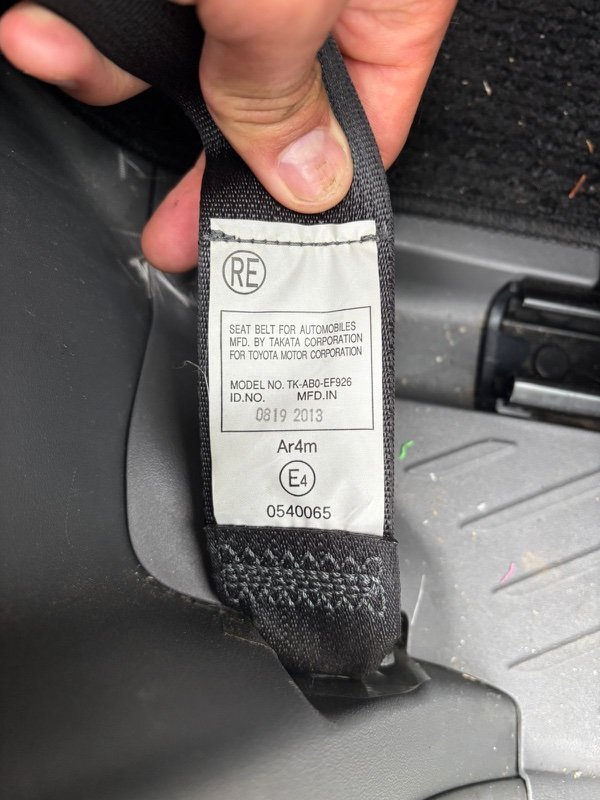 RE
SEAT BELT FOR AUTOMOBILES
MFD. BY TAKATA CORPORATION
FOR TOYOTA MOTOR CORPORATION
MODEL NO. TK-AB0-EF926
ID.NO. MFD.IN
0819 2013
Ar4m
E4
0540065